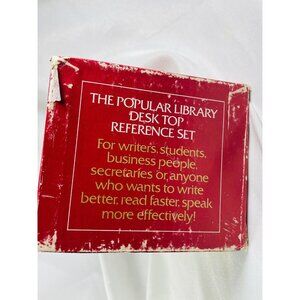 THE POPULAR LIBRARY
DESK TOP
REFERENCE SET
For writers, students,
business people,
secretaries or anyone
who wants to write
better, read faster, speak
more effectively!